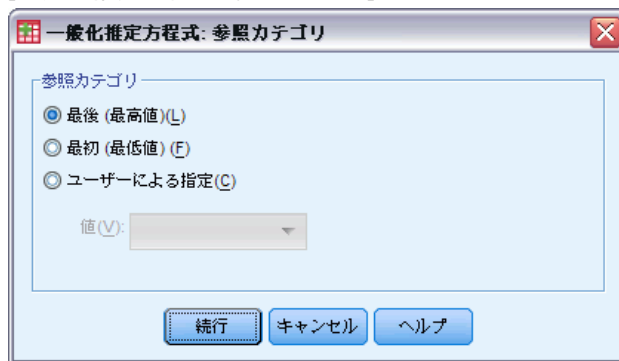 一般化推定方程式: 参照カテゴリ
参照カテゴリ
最後 (最高値)(L)
最初 (最低値) (F)
ユーザーによる指定(C)
値(V):
続行 キャンセル ヘルプ